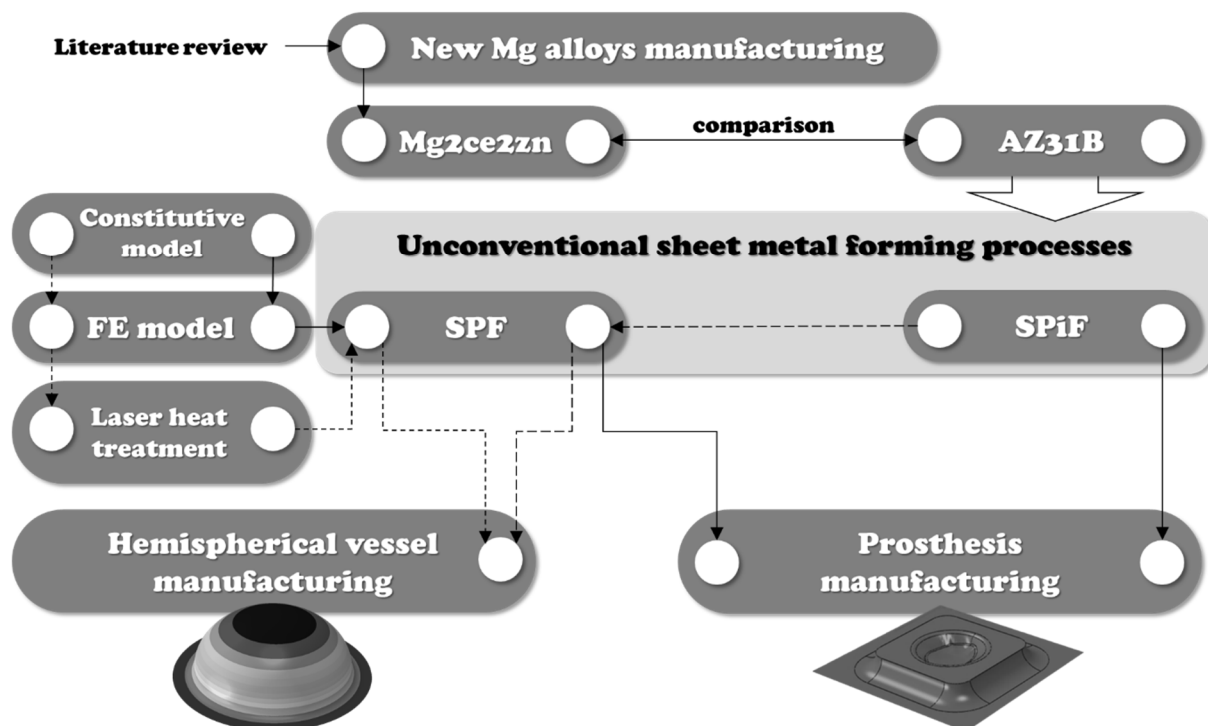 Literature review
New Mg alloys manufacturing
Mg2ce2zn
comparison
AZ31B
Constitutive
model
Unconventional sheet metal forming processes
FE model
SPF
SPiF
Laser heat
treatment
Hemispherical vessel
manufacturing
Prosthesis
manufacturing